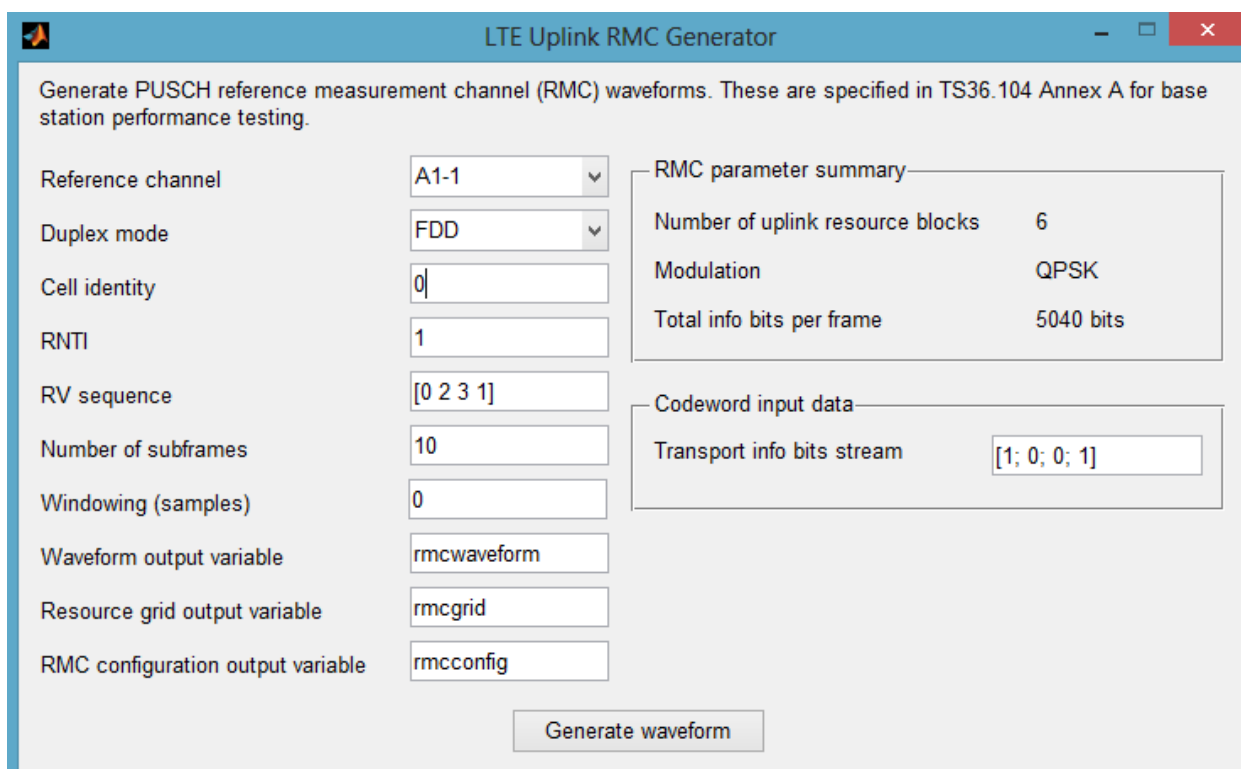 LTE Uplink RMC Generator
Generate PUSCH reference measurement channel (RMC) waveforms. These are specified in TS36.104 Annex A for base
station performance testing.
Reference channel A1-1
Duplex mode FDD
Cell identity 0
RNTI 1
RV sequence [0 2 3 1]
Number of subframes 10
Windowing (samples) 0
Waveform output variable rmcwaveform
Resource grid output variable rmcgrid
RMC configuration output variable rmcconfig
RMC parameter summary
Number of uplink resource blocks 6
Modulation QPSK
Total info bits per frame 5040 bits
Codeword input data
Transport info bits stream [1; 0; 0; 1]
Generate waveform